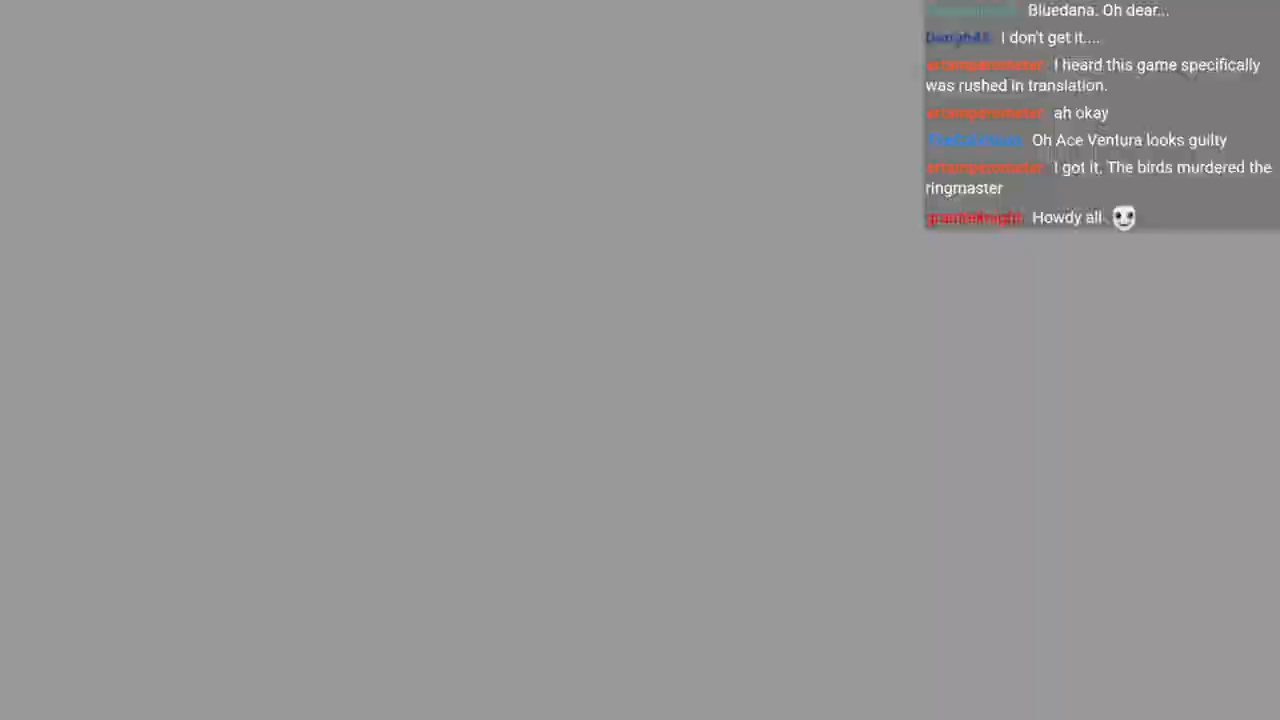 Bluedana. Oh dear...
I don't get it....
I heard this game specifically
was rushed in translation.
ah okay
Oh Ace Ventura looks guilty
I got it. The birds murdered the
ringmaster
Howdy all